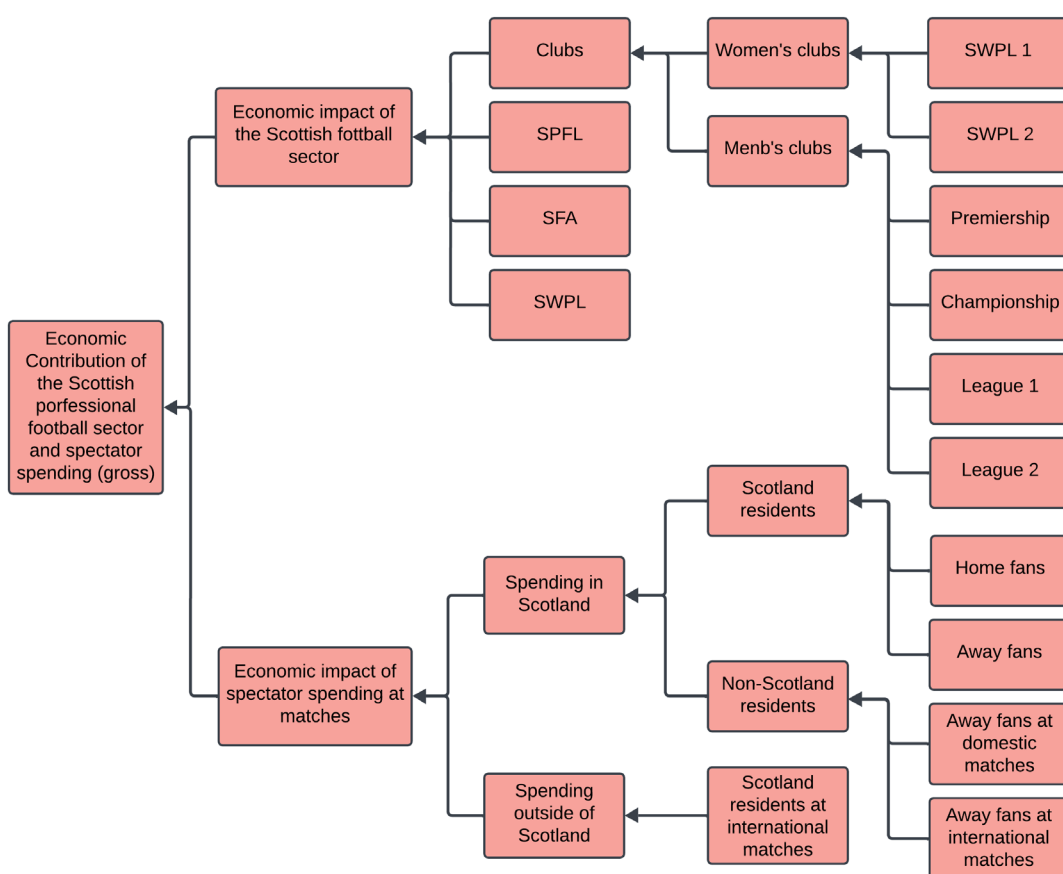 Clubs
Women's clubs
SWPL 1
Economic impact of
the Scottish fottball
sector
SPFL
Menb's clubs
SWPL 2
SFA
Premiership
SWPL
Championship
Economic
Contribution of
the Scottish
porfessional
football sector
and spectator
spending (gross)
League 1
League 2
Scotland
residents
Spending in
Scotland
Home fans
Away fans
Economic impact of
spectator spending at
matches
Non-Scotland
residents
Away fans at
domestic
matches
Spending
outside of
Scotland
Scotland
residents at
international
matches
Away fans at
international
matches